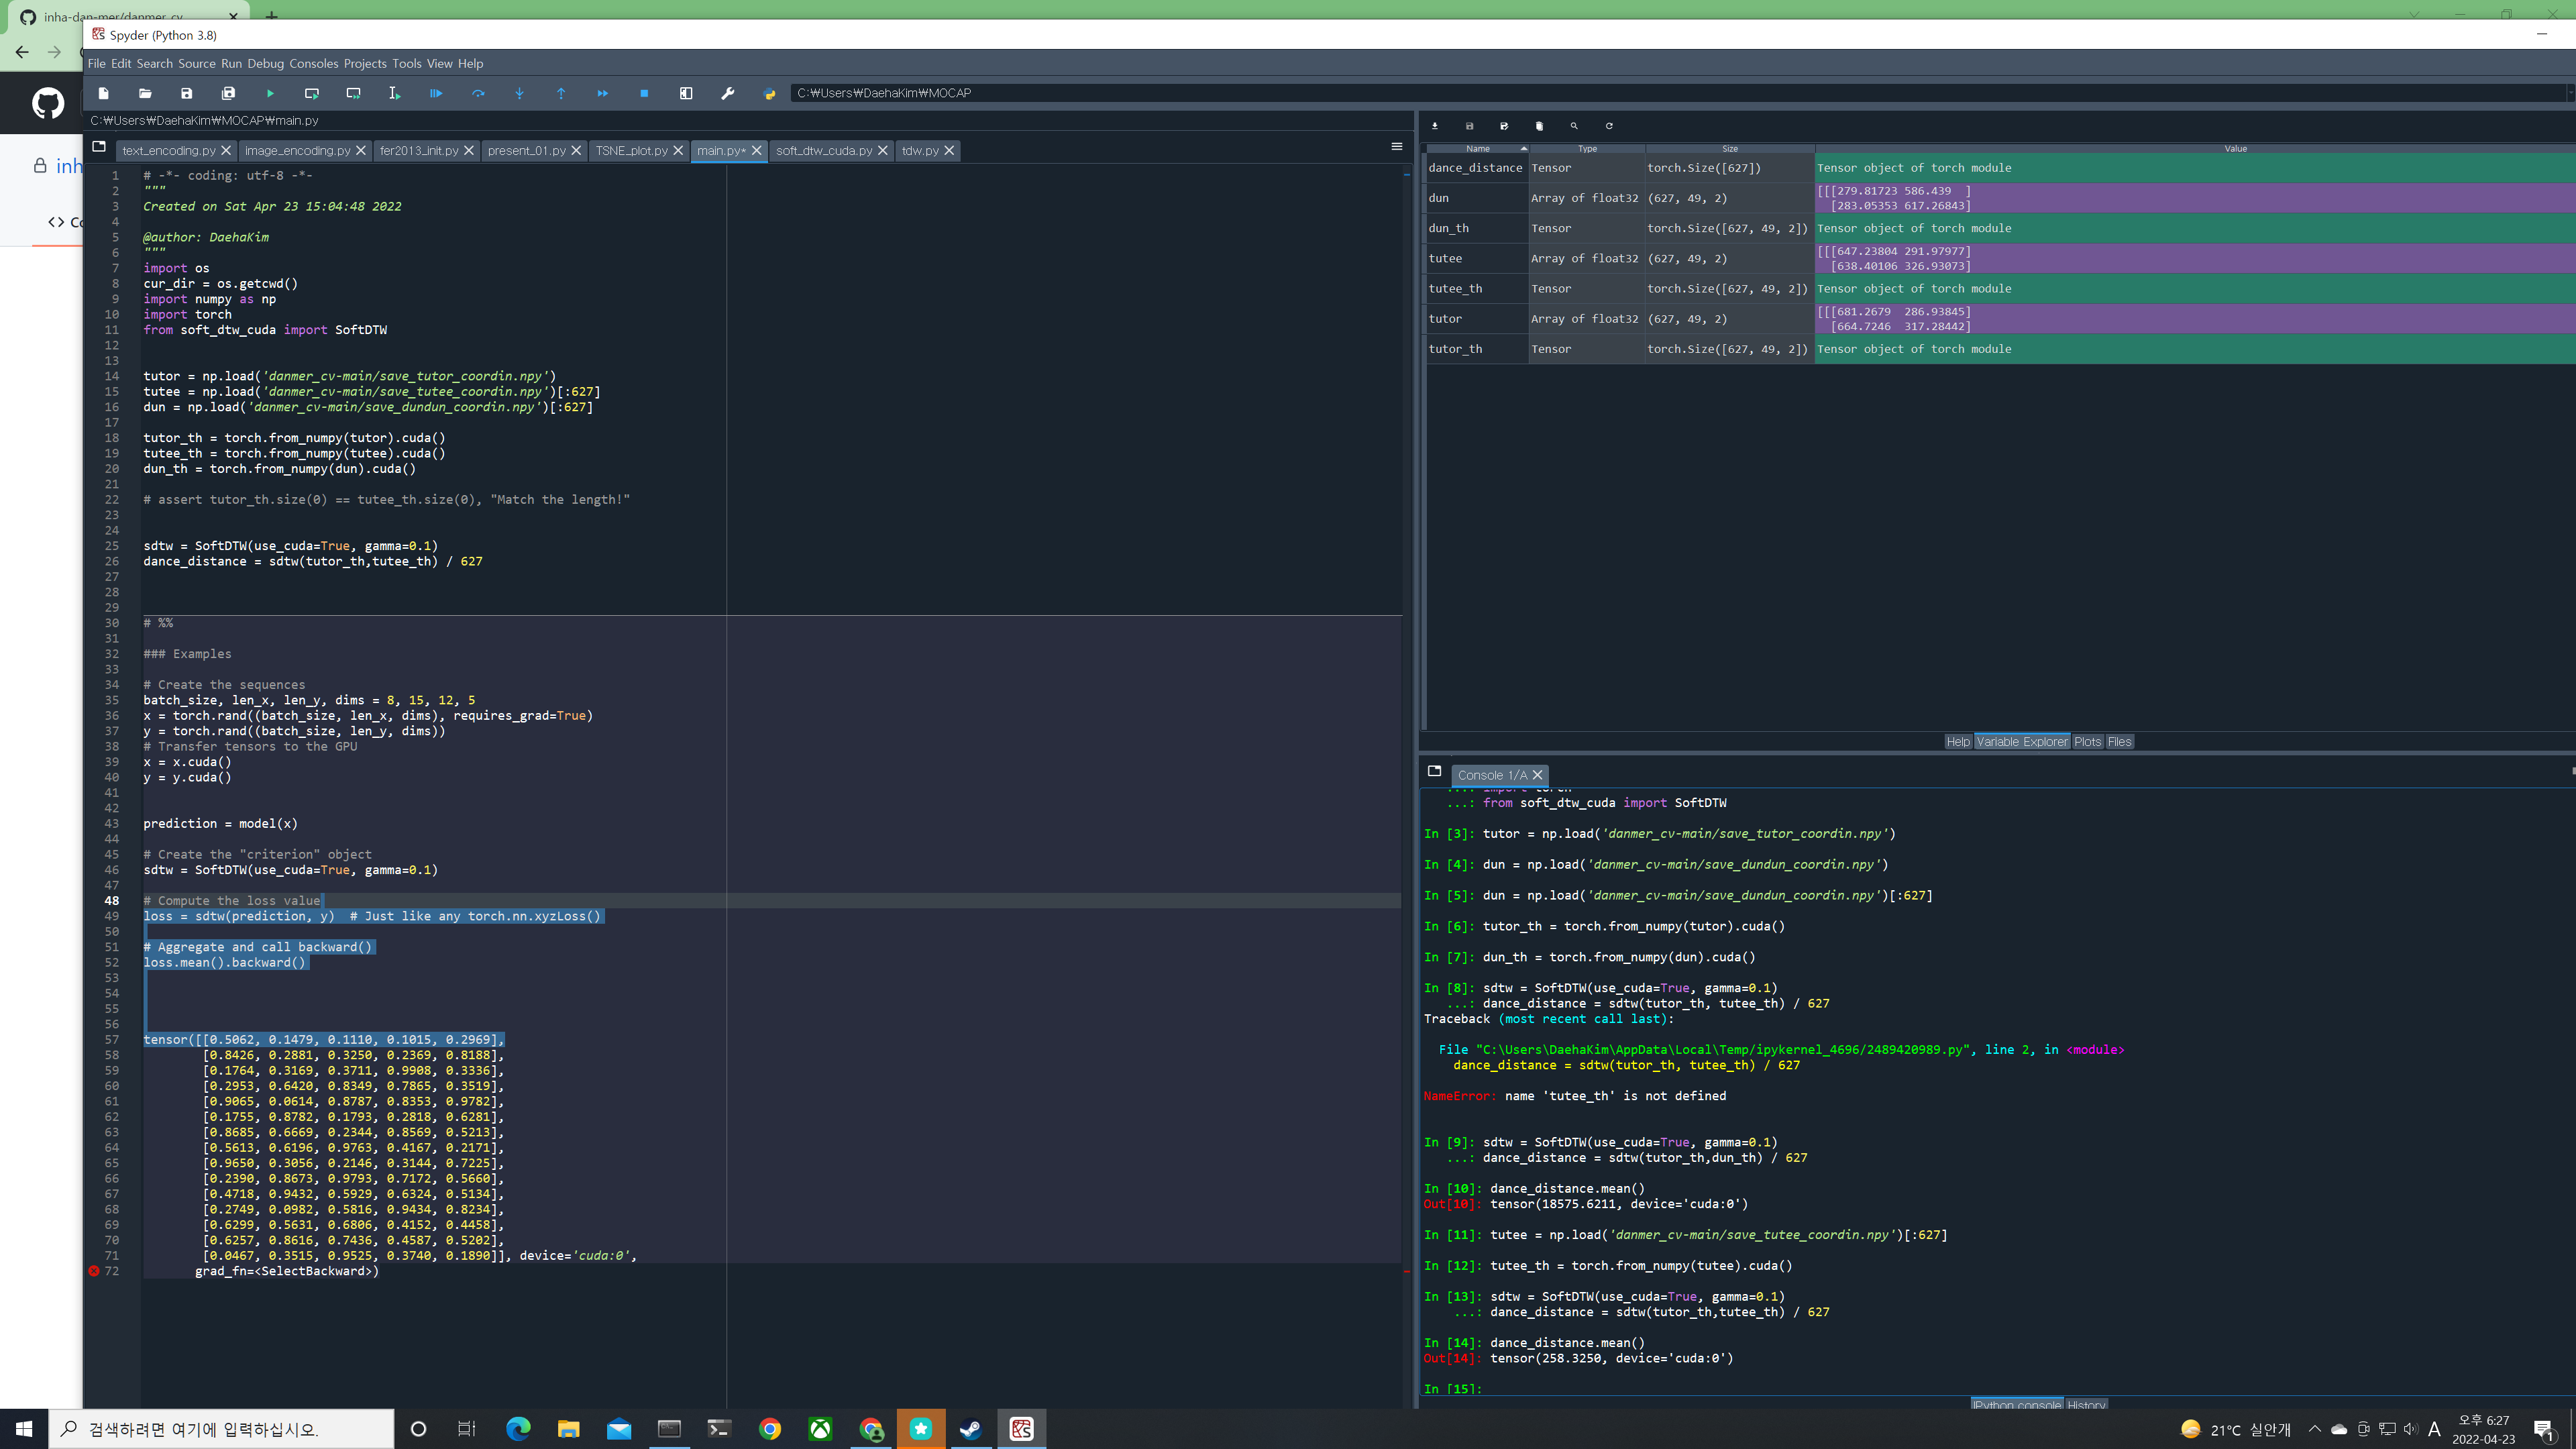 inha-dan-mer/danmer_cv
Spyder (Python 3.8)
File Edit Search Source Run Debug Consoles Projects Tools View Help
C:₩Users₩DaehaKim₩MOCAP
C:₩Users₩DaehaKim₩MOCAP₩main.py
inh
Co
text_encoding.py
image_encoding.py
fer2013_init.py
present_01.py
TSNE_plot.py
main.py*
soft_dtw_cuda.py
tdw.py
1 # -*- coding: utf-8 -*-
2 """
3 Created on Sat Apr 23 15:04:48 2022
4
5 @author: DaehaKim
6 """
7 import os
8 cur_dir = os.getcwd()
9 import numpy as np
10 import torch
11 from soft_dtw_cuda import SoftDTW
12
13
14 tutor = np.load('danmer_cv-main/save_tutor_coordin.npy')
15 tutee = np.load('danmer_cv-main/save_tutee_coordin.npy')[:627]
16 dun = np.load('danmer_cv-main/save_dundun_coordin.npy')[:627]
17
18 tutor_th = torch.from_numpy(tutor).cuda()
19 tutee_th = torch.from_numpy(tutee).cuda()
20 dun_th = torch.from_numpy(dun).cuda()
21
22 # assert tutor_th.size(0) == tutee_th.size(0), "Match the length!"
23
24
25 sdtw = SoftDTW(use_cuda=True, gamma=0.1)
26 dance_distance = sdtw(tutor_th,tutee_th) / 627
27
28
29
30 # %%
31
32 ### Examples
33
34 # Create the sequences
35 batch_size, len_x, len_y, dims = 8, 15, 12, 5
36 x = torch.rand((batch_size, len_x, dims), requires_grad=True)
37 y = torch.rand((batch_size, len_y, dims))
38 # Transfer tensors to the GPU
39 x = x.cuda()
40 y = y.cuda()
41
42
43 prediction = model(x)
44
45 # Create the "criterion" object
46 sdtw = SoftDTW(use_cuda=True, gamma=0.1)
47
48 # Compute the loss value
49 loss = sdtw(prediction, y)  # Just like any torch.nn.xyzLoss()
50
51 # Aggregate and call backward()
52 loss.mean().backward()
53
54
55
56
57 tensor([[0.5062, 0.1479, 0.1110, 0.1015, 0.2969],
58 [0.8426, 0.2881, 0.3250, 0.2369, 0.8188],
59 [0.1764, 0.3169, 0.3711, 0.9908, 0.3336],
60 [0.2953, 0.6420, 0.8349, 0.7865, 0.3519],
61 [0.9065, 0.0614, 0.8787, 0.8353, 0.9782],
62 [0.1755, 0.8782, 0.1793, 0.2818, 0.6281],
63 [0.8685, 0.6669, 0.2344, 0.8569, 0.5213],
64 [0.5613, 0.6196, 0.9763, 0.4167, 0.2171],
65 [0.9650, 0.3056, 0.2146, 0.3144, 0.7225],
66 [0.2390, 0.8673, 0.9793, 0.7172, 0.5660],
67 [0.4718, 0.9432, 0.5929, 0.6324, 0.5134],
68 [0.2749, 0.0982, 0.5816, 0.9434, 0.8234],
69 [0.6299, 0.5631, 0.6806, 0.4152, 0.4458],
70 [0.6257, 0.8616, 0.7436, 0.4587, 0.5202],
71 [0.0467, 0.3515, 0.9525, 0.3740, 0.1890]], device='cuda:0',
72 grad_fn=<SelectBackward>)
Name Type Size Value
dance_distance Tensor torch.Size([627]) Tensor object of torch module
dun Array of float32 (627, 49, 2) [[[279.81723 586.439  ]
[283.05353 617.26843]
dun_th Tensor torch.Size([627, 49, 2]) Tensor object of torch module
tutee Array of float32 (627, 49, 2) [[[647.23804 291.97977]
[638.40106 326.93073]
tutee_th Tensor torch.Size([627, 49, 2]) Tensor object of torch module
tutor Array of float32 (627, 49, 2) [[[681.2679  286.93845]
[664.7246  317.28442]
tutor_th Tensor torch.Size([627, 49, 2]) Tensor object of torch module
Help Variable Explorer Plots Files
Console 1/A
...: import torch
...: from soft_dtw_cuda import SoftDTW
In [3]: tutor = np.load('danmer_cv-main/save_tutor_coordin.npy')
In [4]: dun = np.load('danmer_cv-main/save_dundun_coordin.npy')
In [5]: dun = np.load('danmer_cv-main/save_dundun_coordin.npy')[:627]
In [6]: tutor_th = torch.from_numpy(tutor).cuda()
In [7]: dun_th = torch.from_numpy(dun).cuda()
In [8]: sdtw = SoftDTW(use_cuda=True, gamma=0.1)
...: dance_distance = sdtw(tutor_th, tutee_th) / 627
Traceback (most recent call last):
File "C:\Users\DaehaKim\AppData\Local\Temp/ipykernel_4696/2489420989.py", line 2, in <module>
dance_distance = sdtw(tutor_th, tutee_th) / 627
NameError: name 'tutee_th' is not defined
In [9]: sdtw = SoftDTW(use_cuda=True, gamma=0.1)
...: dance_distance = sdtw(tutor_th,dun_th) / 627
In [10]: dance_distance.mean()
Out[10]: tensor(18575.6211, device='cuda:0')
In [11]: tutee = np.load('danmer_cv-main/save_tutee_coordin.npy')[:627]
In [12]: tutee_th = torch.from_numpy(tutee).cuda()
In [13]: sdtw = SoftDTW(use_cuda=True, gamma=0.1)
...: dance_distance = sdtw(tutor_th,tutee_th) / 627
In [14]: dance_distance.mean()
Out[14]: tensor(258.3250, device='cuda:0')
In [15]:
IPython console History
검색하려면 여기에 입력하십시오.
21°C 실안개
A
오후 6:27
2022-04-23
1